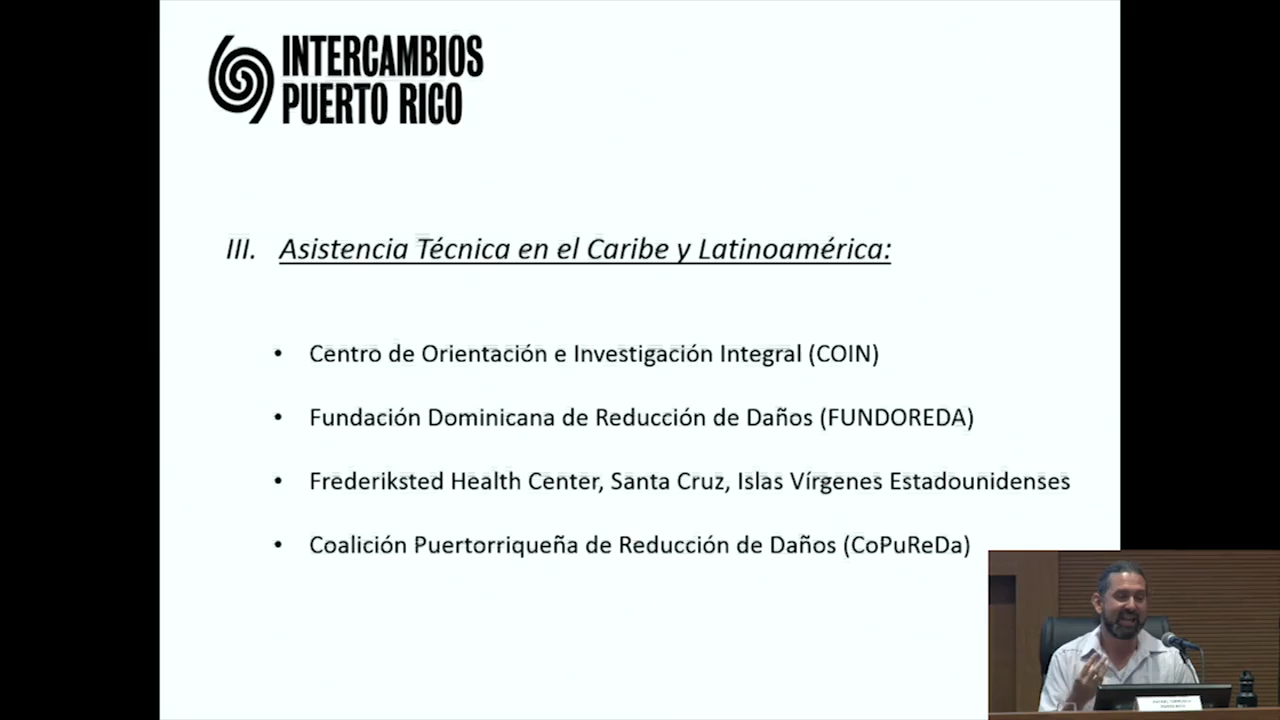 INTERCAMBIOS
PUERTO RICO
III. Asistencia Técnica en el Caribe y Latinoamérica:
• Centro de Orientación e Investigación Integral (COIN)
• Fundación Dominicana de Reducción de Daños (FUNDOREDA)
• Frederiksted Health Center, Santa Cruz, Islas Vírgenes Estadounidenses
• Coalición Puertorriqueña de Reducción de Daños (CoPuReDa)
PUERTO RICO